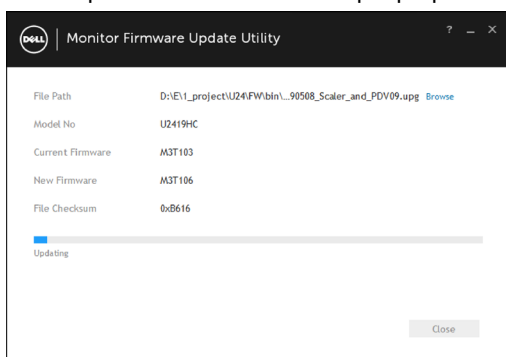 DELL Monitor Firmware Update Utility ? _ ×
File Path D:\E\1_project\U24\FW\bin\...90508_Scaler_and_PDV09.upg Browse
Model No U2419HC
Current Firmware M3T103
New Firmware M3T106
File Checksum 0xB616
Updating
Close